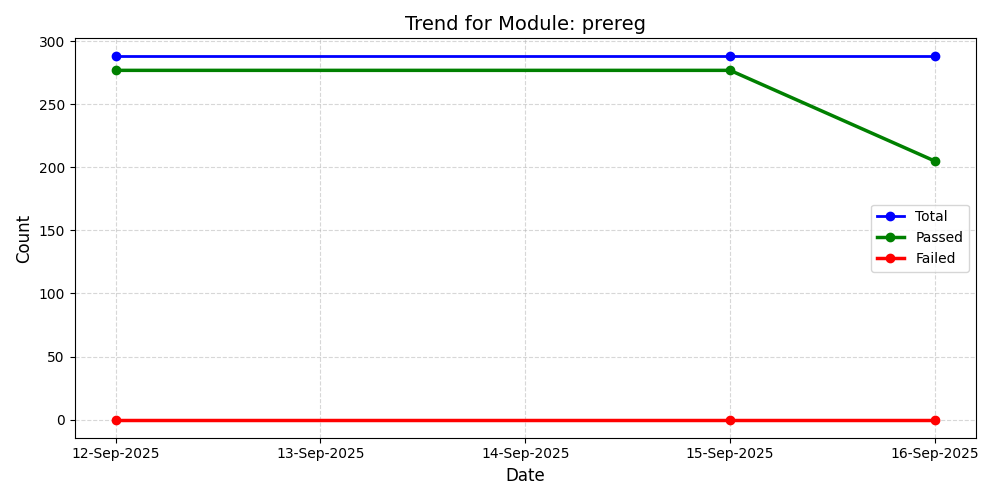 Trend for Module: prereg
300
250
200
150
100
50
0
Count
Total
Passed
Failed
12-Sep-2025
13-Sep-2025
14-Sep-2025
15-Sep-2025
16-Sep-2025
Date